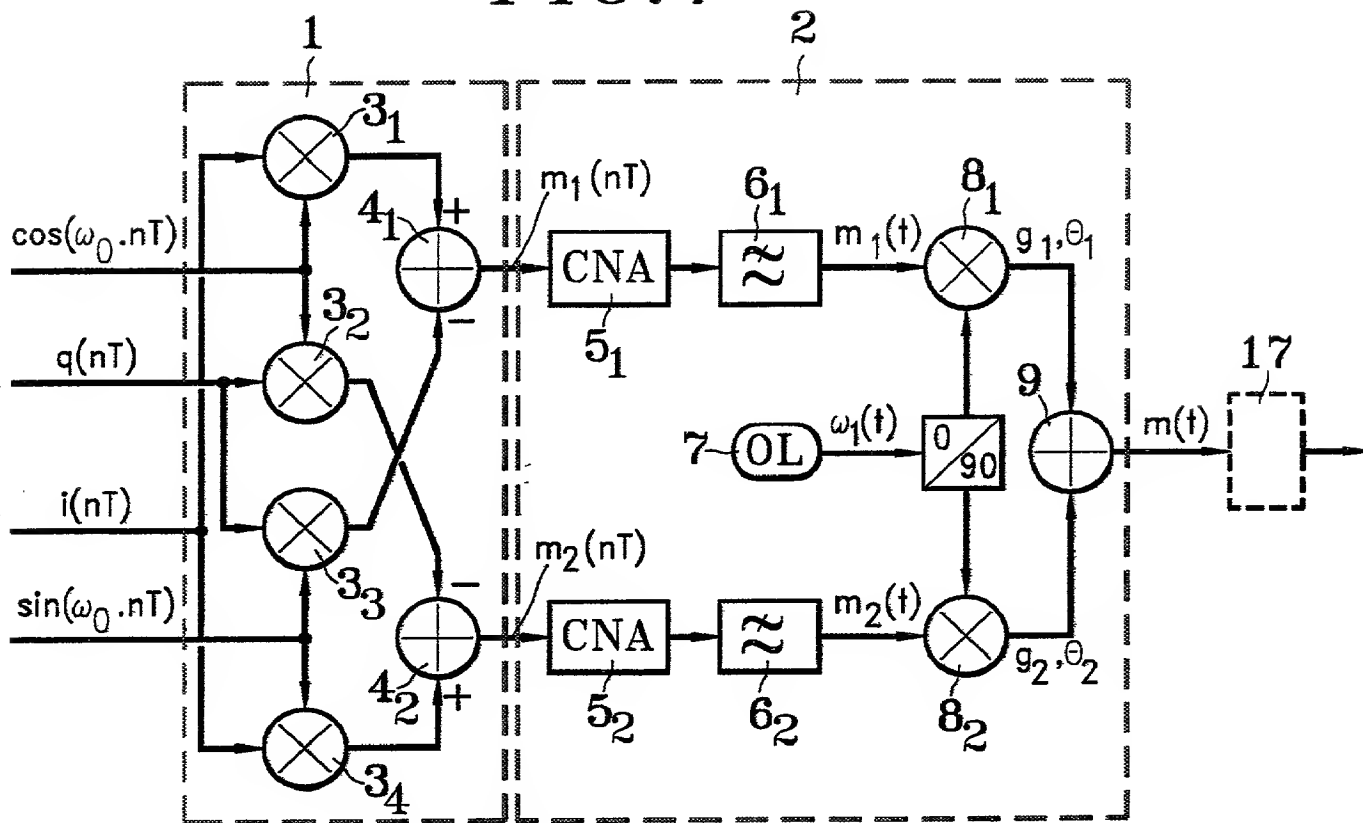 1
2
3₁
4₁
+
m₁(nT)
6₁
8₁
cos(ω₀.nT)
m₁(t)
g₁,θ₁
CNA
−
5₁
3₂
q(nT)
17
9
ω₁(t)
0
90
m(t)
7
OL
i(nT)
3₃
m₂(nT)
−
sin(ω₀.nT)
m₂(t)
CNA
g₂,θ₂
4₂
+
5₂
6₂
8₂
3₄